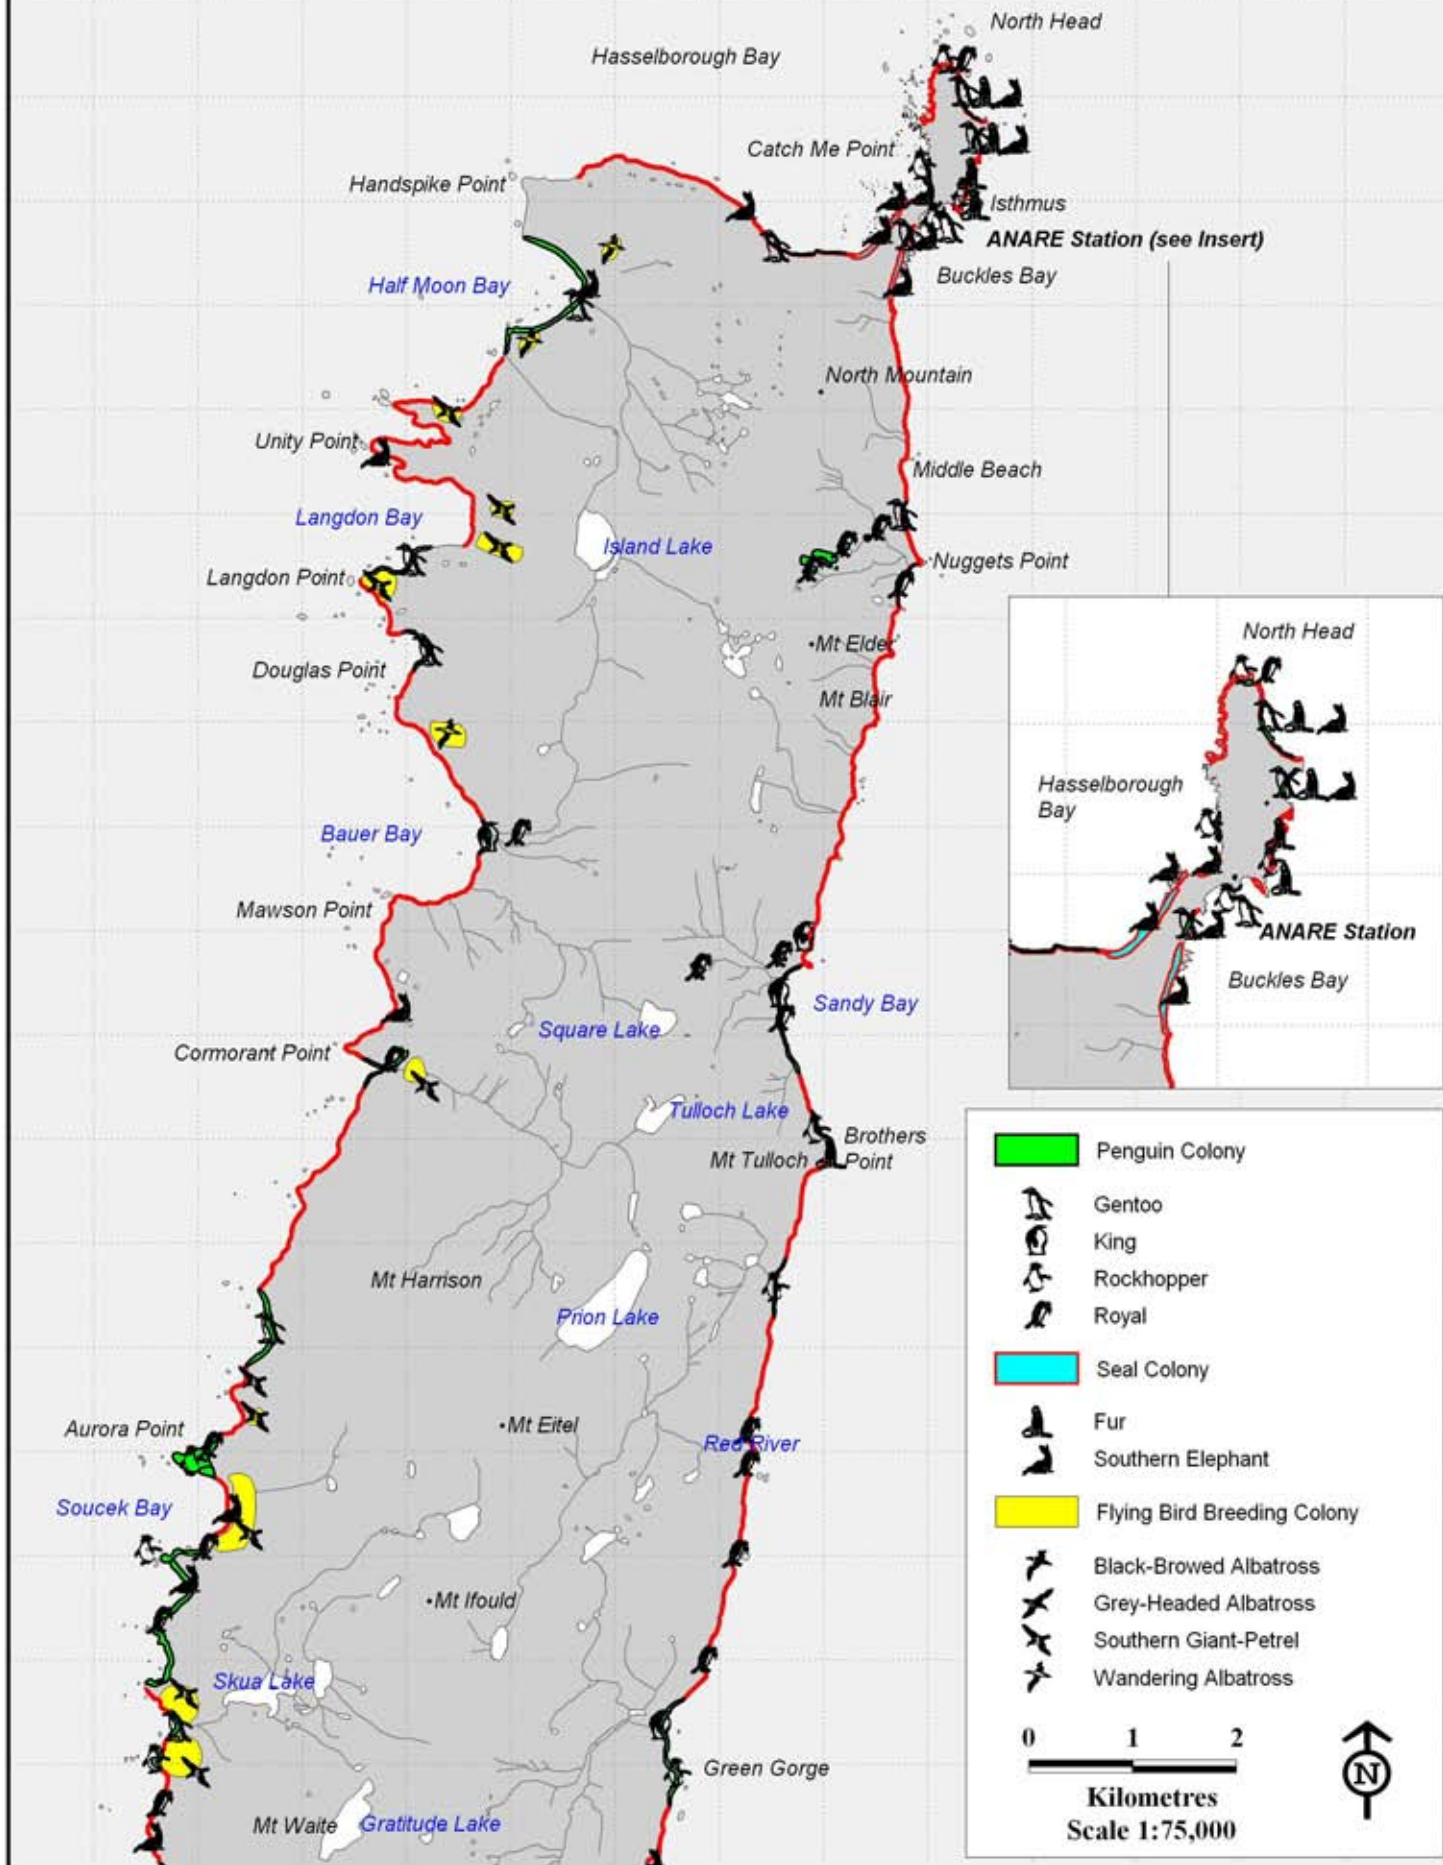 North Head
Hasselborough Bay
Catch Me Point
Handspike Point
Isthmus
ANARE Station (see Insert)
Half Moon Bay
Buckles Bay
North Mountain
Unity Point
Middle Beach
Langdon Bay
Island Lake
Nuggets Point
Langdon Point
Mt Elder
Douglas Point
Mt Blair
Bauer Bay
Mawson Point
Sandy Bay
Square Lake
Cormorant Point
Tulloch Lake
Brothers
Point
Mt Tulloch
Mt Harrison
Prion Lake
Aurora Point
Mt Eitel
Red River
Soucek Bay
Mt Ifould
Skua Lake
Green Gorge
Mt Waite
Gratitude Lake
North Head
Hasselborough
Bay
ANARE Station
Buckles Bay
Penguin Colony
Gentoo
King
Rockhopper
Royal
Seal Colony
Fur
Southern Elephant
Flying Bird Breeding Colony
Black-Browed Albatross
Grey-Headed Albatross
Southern Giant-Petrel
Wandering Albatross
0 1 2
Kilometres
Scale 1:75,000
N